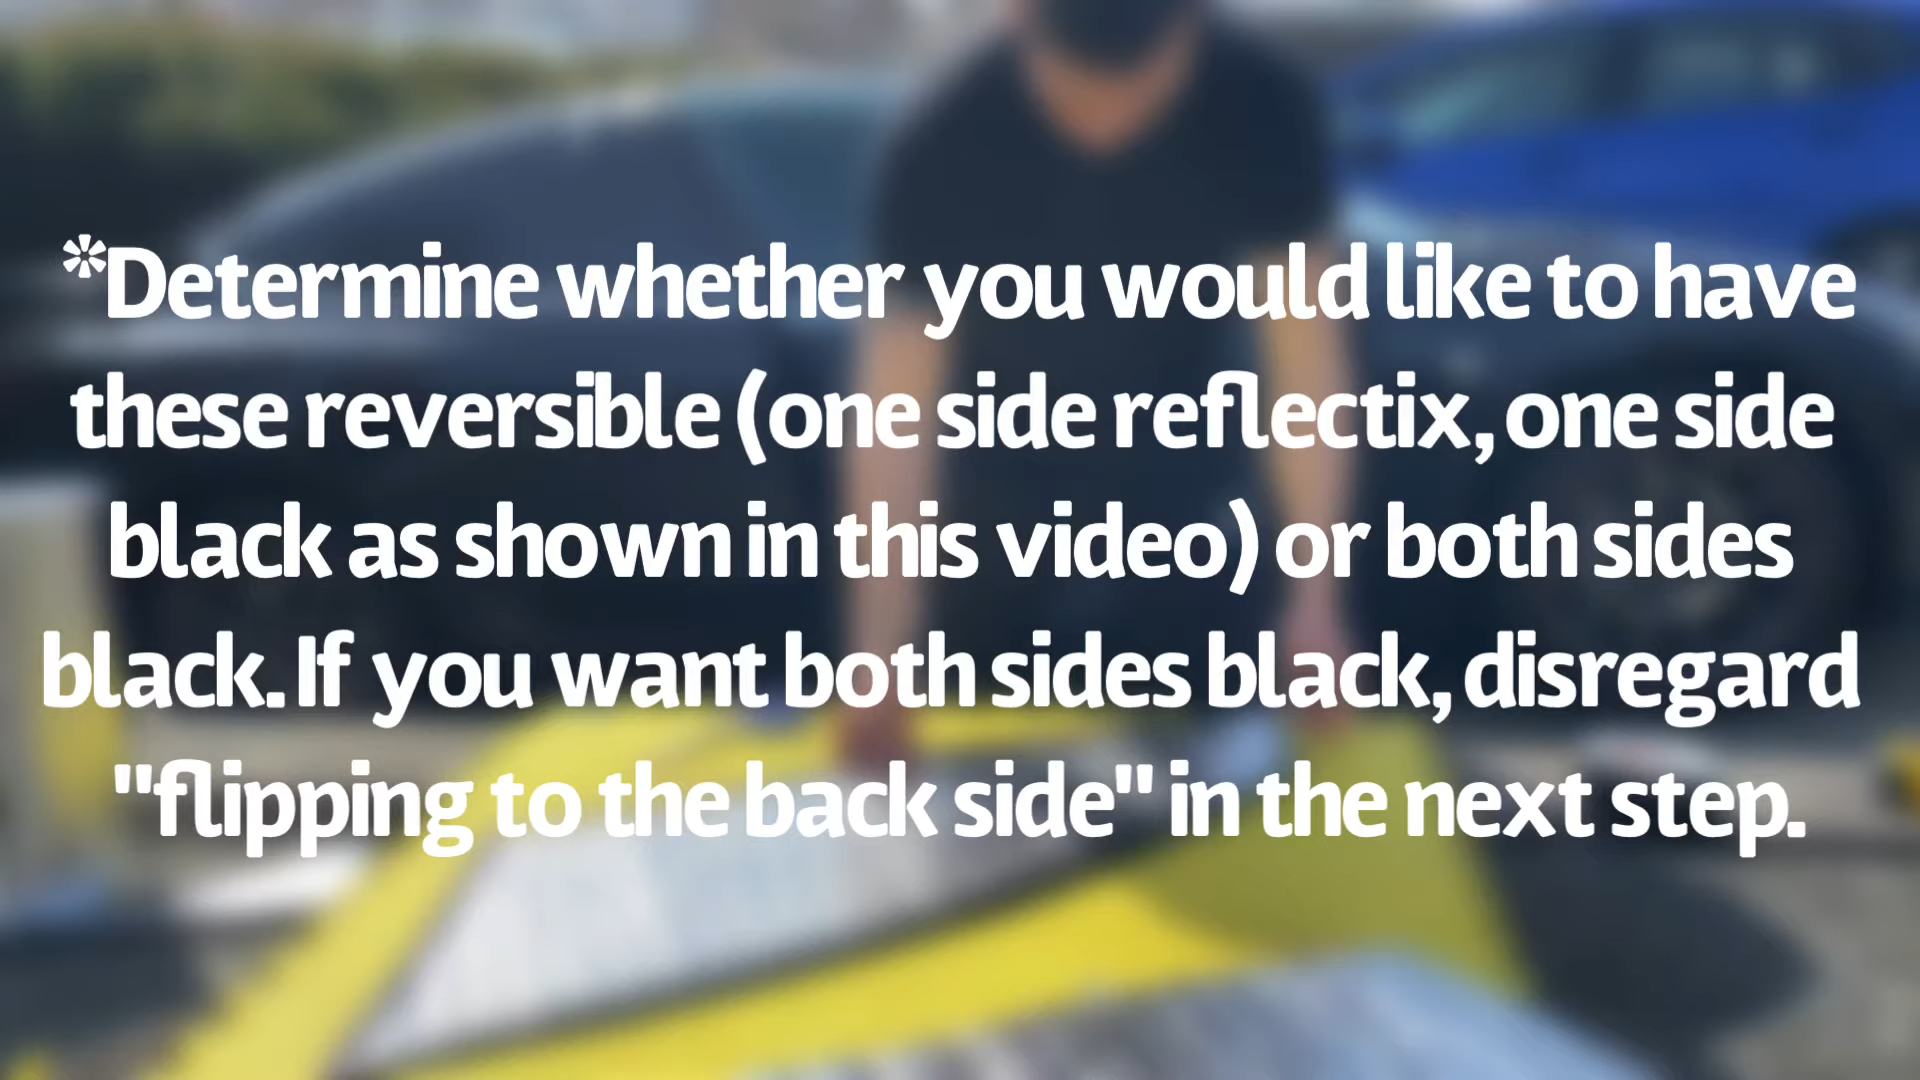 *Determine whether you would like to have
these reversible (one side reflectix, one side
black as shown in this video) or both sides
black. If you want both sides black, disregard
"flipping to the back side" in the next step.